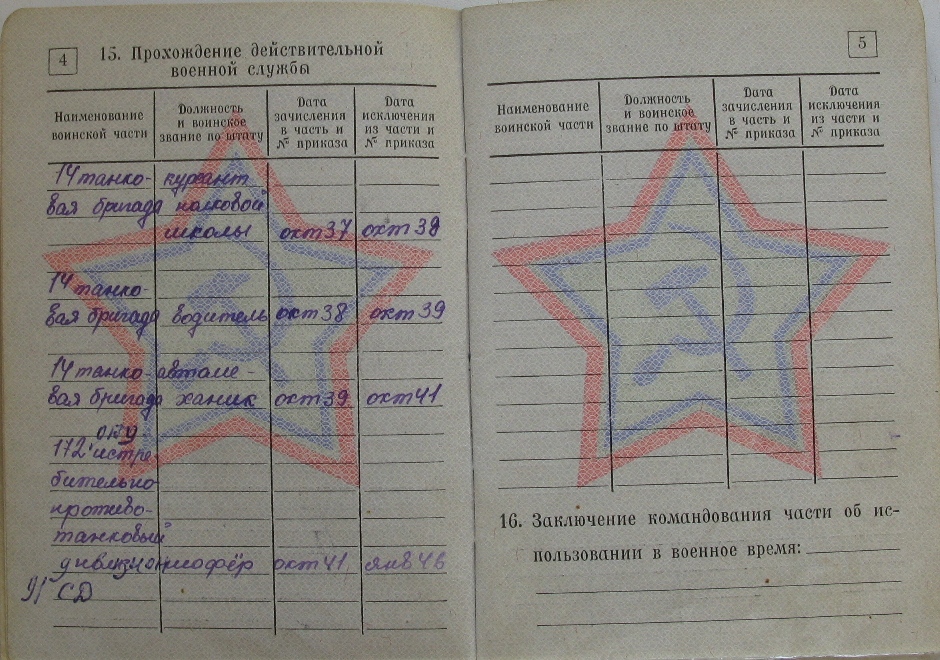 4
15. Прохождение действительной
военной службы
Наименование
воинской части
Должность
и воинское
звание по штату
Дата
зачисления
в часть и
№ приказа
Дата
исключения
из части и
№ приказа
14 танко- курсант
вая бригада полковой
школы окт 37 окт 38
14 танко-
вая бригада водитель окт 38 окт 39
14 танко- автоме-
вая бригада ханик окт 39 окт 41
172 истре-
бительно
противо-
танковый
дивизион шофёр окт 41 янв 46
СД
5
Наименование
воинской части
Должность
и воинское
звание по штату
Дата
зачисления
в часть и
№ приказа
Дата
исключения
из части и
№ приказа
16. Заключение командования части об ис-
пользовании в военное время: